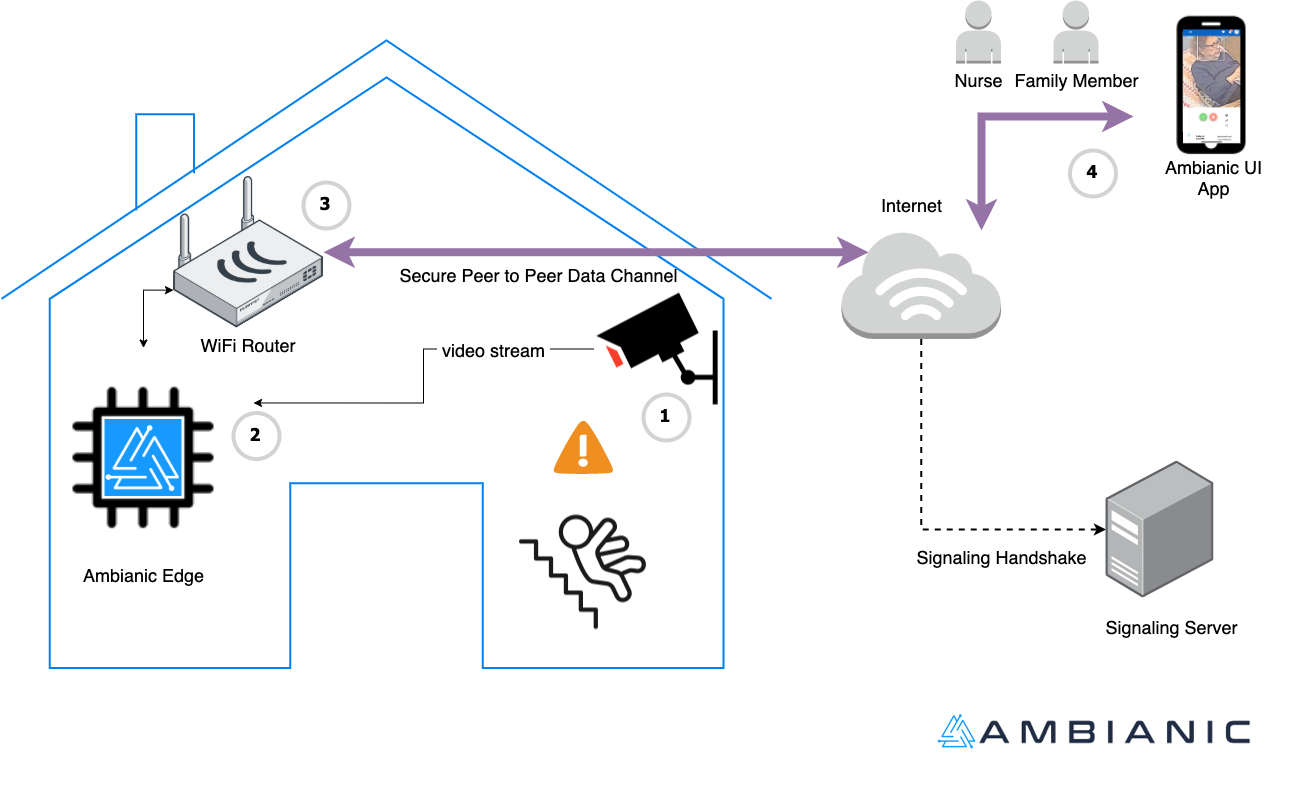 Nurse
Family Member
Ambianic UI
App
4
Internet
3
Secure Peer to Peer Data Channel
WiFi Router
video stream
1
2
Ambianic Edge
Signaling Handshake
Signaling Server
AMBIANIC